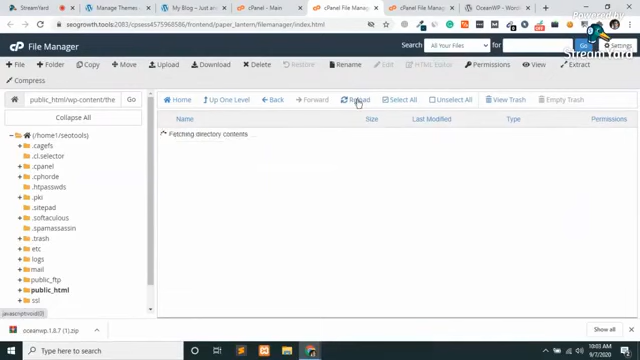 StreamYard
Manage Themes
My Blog – Just an
cPanel – Main
cPanel File Mana
cPanel File Mana
OceanWP – Word
seogrowth.tools:2083/cpsess4575968586/frontend/paper_lantern/filemanager/index.html
Powered by
StreamYard
cP File Manager
Search
All Your Files
for
Go
Settings
File
Folder
Copy
Move
Upload
Download
Delete
Restore
Rename
Edit
HTML Editor
Permissions
View
Extract
Compress
public_html/wp-content/the
Go
Home
Up One Level
Back
Forward
Reload
Select All
Unselect All
View Trash
Empty Trash
Collapse All
Name
Size
Last Modified
Type
Permissions
Fetching directory contents ...
(/home1/seotools)
.cagefs
.cl.selector
.cpanel
.cphorde
.htpasswds
.pki
.sitepad
.softaculous
.spamassassin
.trash
etc
logs
mail
public_ftp
public_html
ssl
javascript:void(0)
oceanwp.1.8.7 (1).zip
Show all
Type here to search
10:03 AM
9/7/2020